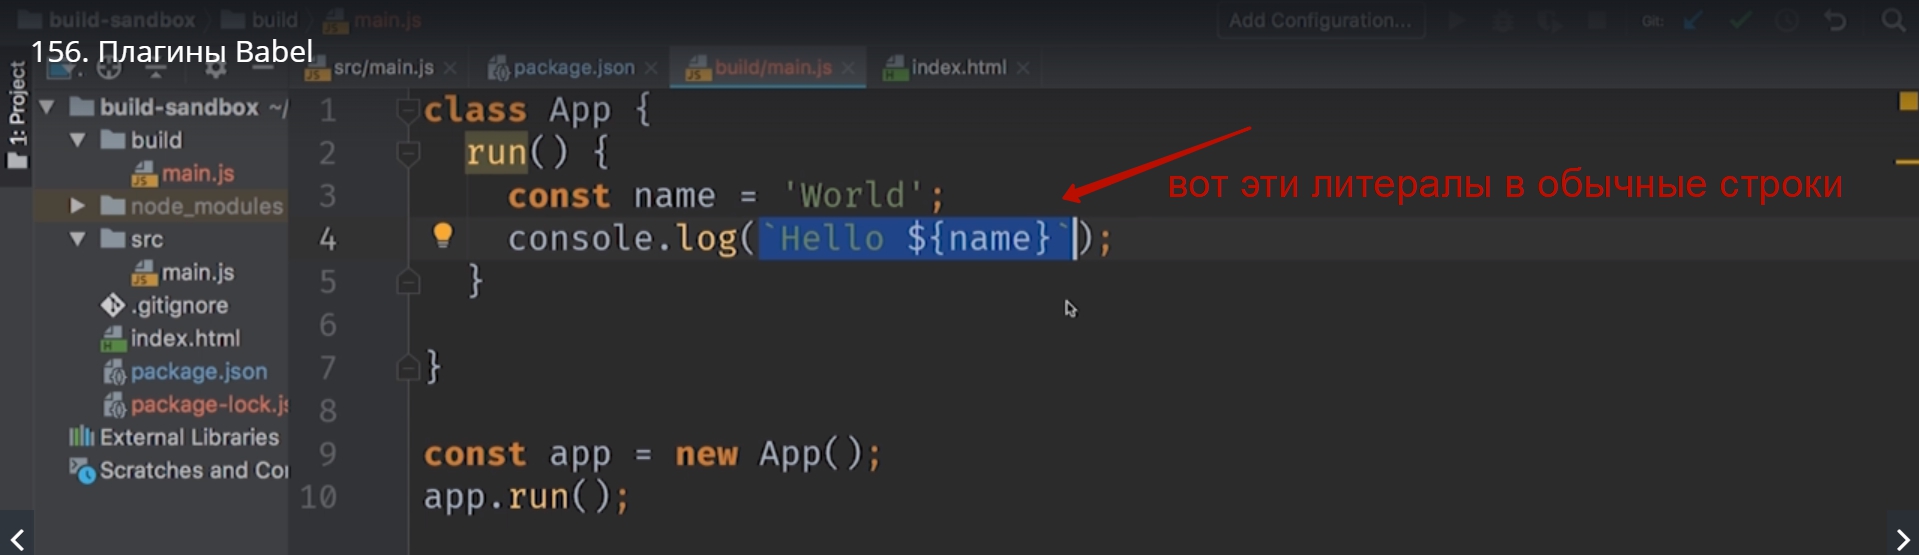 build-sandbox build main.js Add Configuration... Git:
156. Плагины Babel
src/main.js package.json build/main.js index.html
1: Project
build-sandbox ~/
build
main.js
node_modules
src
main.js
.gitignore
index.html
package.json
package-lock.js
External Libraries
Scratches and Co
1 class App {
2 run() {
3 const name = 'World';
4 console.log(`Hello ${name}`);
5 }
6
7 }
8
9 const app = new App();
10 app.run();
вот эти литералы в обычные строки